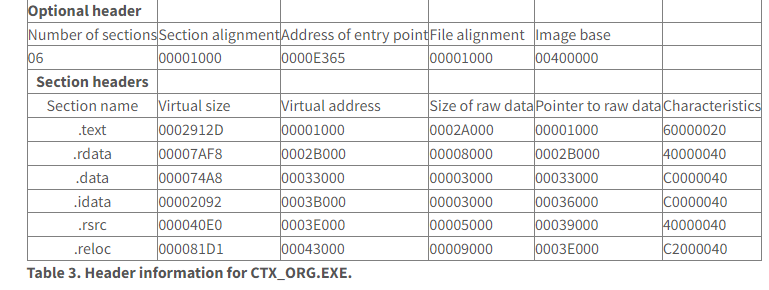 Optional header
Number of sections Section alignment Address of entry point File alignment Image base
06 00001000 0000E365 00001000 00400000
Section headers
Section name Virtual size Virtual address Size of raw data Pointer to raw data Characteristics
.text 0002912D 00001000 0002A000 00001000 60000020
.rdata 00007AF8 0002B000 00008000 0002B000 40000040
.data 000074A8 00033000 00003000 00033000 C0000040
.idata 00002092 0003B000 00003000 00036000 C0000040
.rsrc 000040E0 0003E000 00005000 00039000 40000040
.reloc 000081D1 00043000 00009000 0003E000 C2000040
Table 3. Header information for CTX_ORG.EXE.